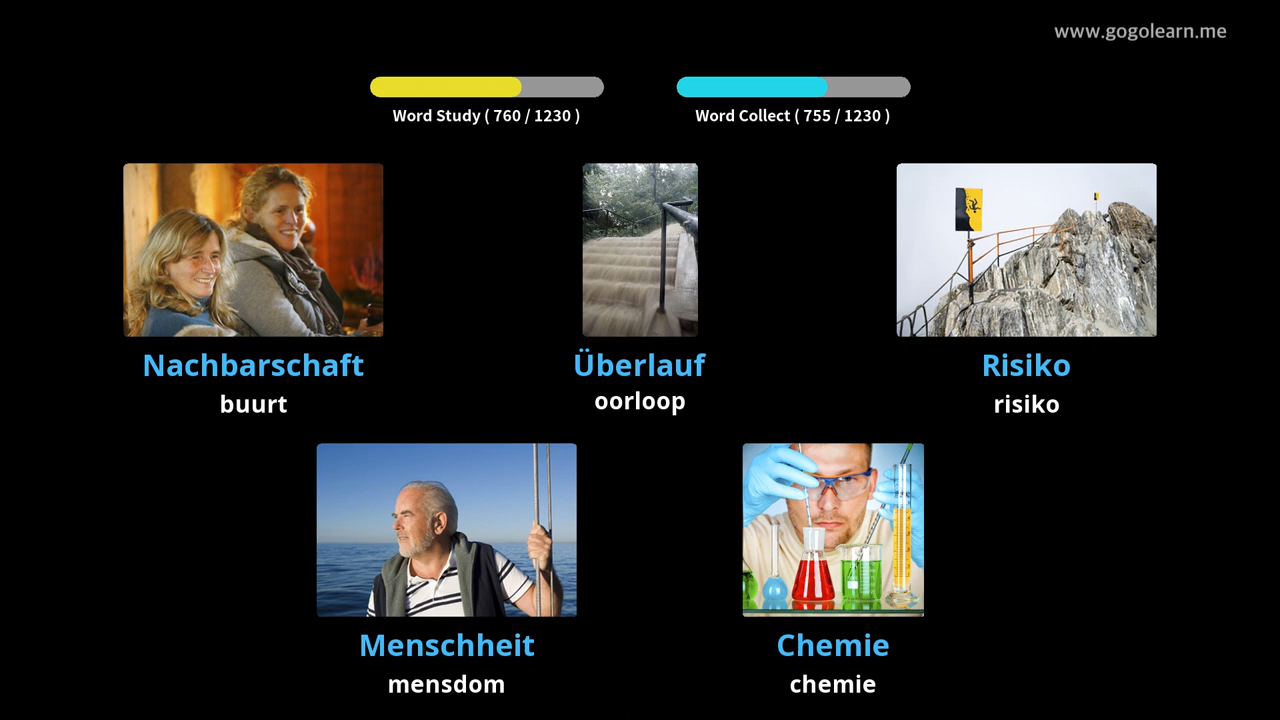 www.gogolearn.me
Word Study ( 760 / 1230 )
Word Collect ( 755 / 1230 )
Nachbarschaft
buurt
Überlauf
oorloop
Risiko
risiko
Menschheit
mensdom
Chemie
chemie